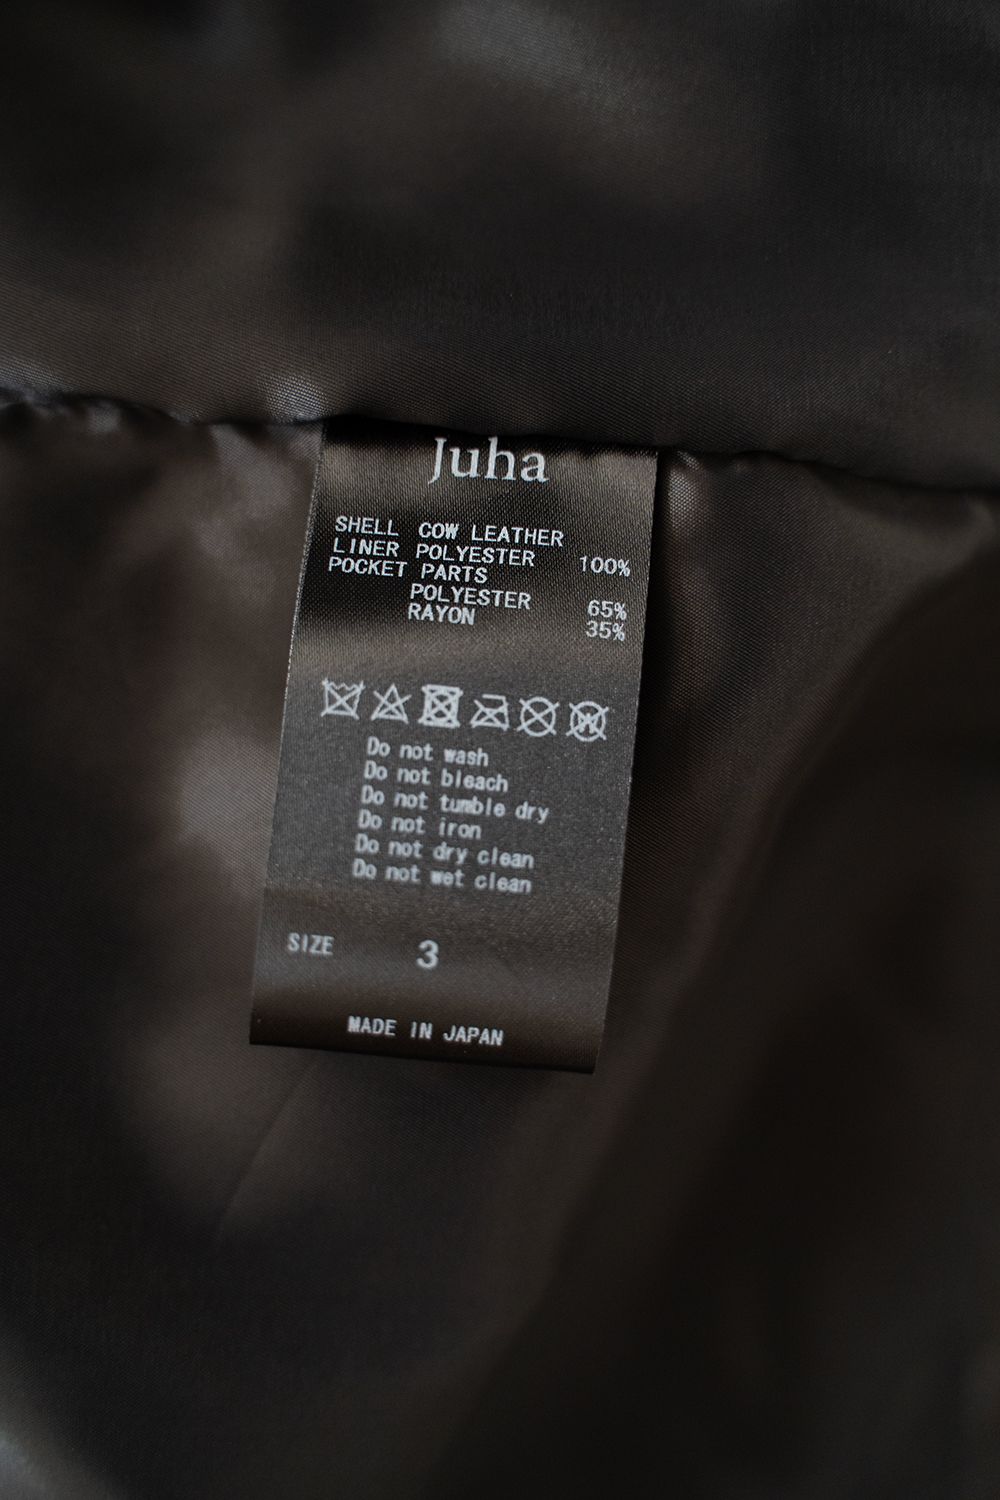 Juha
SHELL COW LEATHER
LINER POLYESTER 100%
POCKET PARTS
POLYESTER 65%
RAYON 35%
W
Do not wash
Do not bleach
Do not tumble dry
Do not iron
Do not dry clean
Do not wet clean
SIZE 3
MADE IN JAPAN